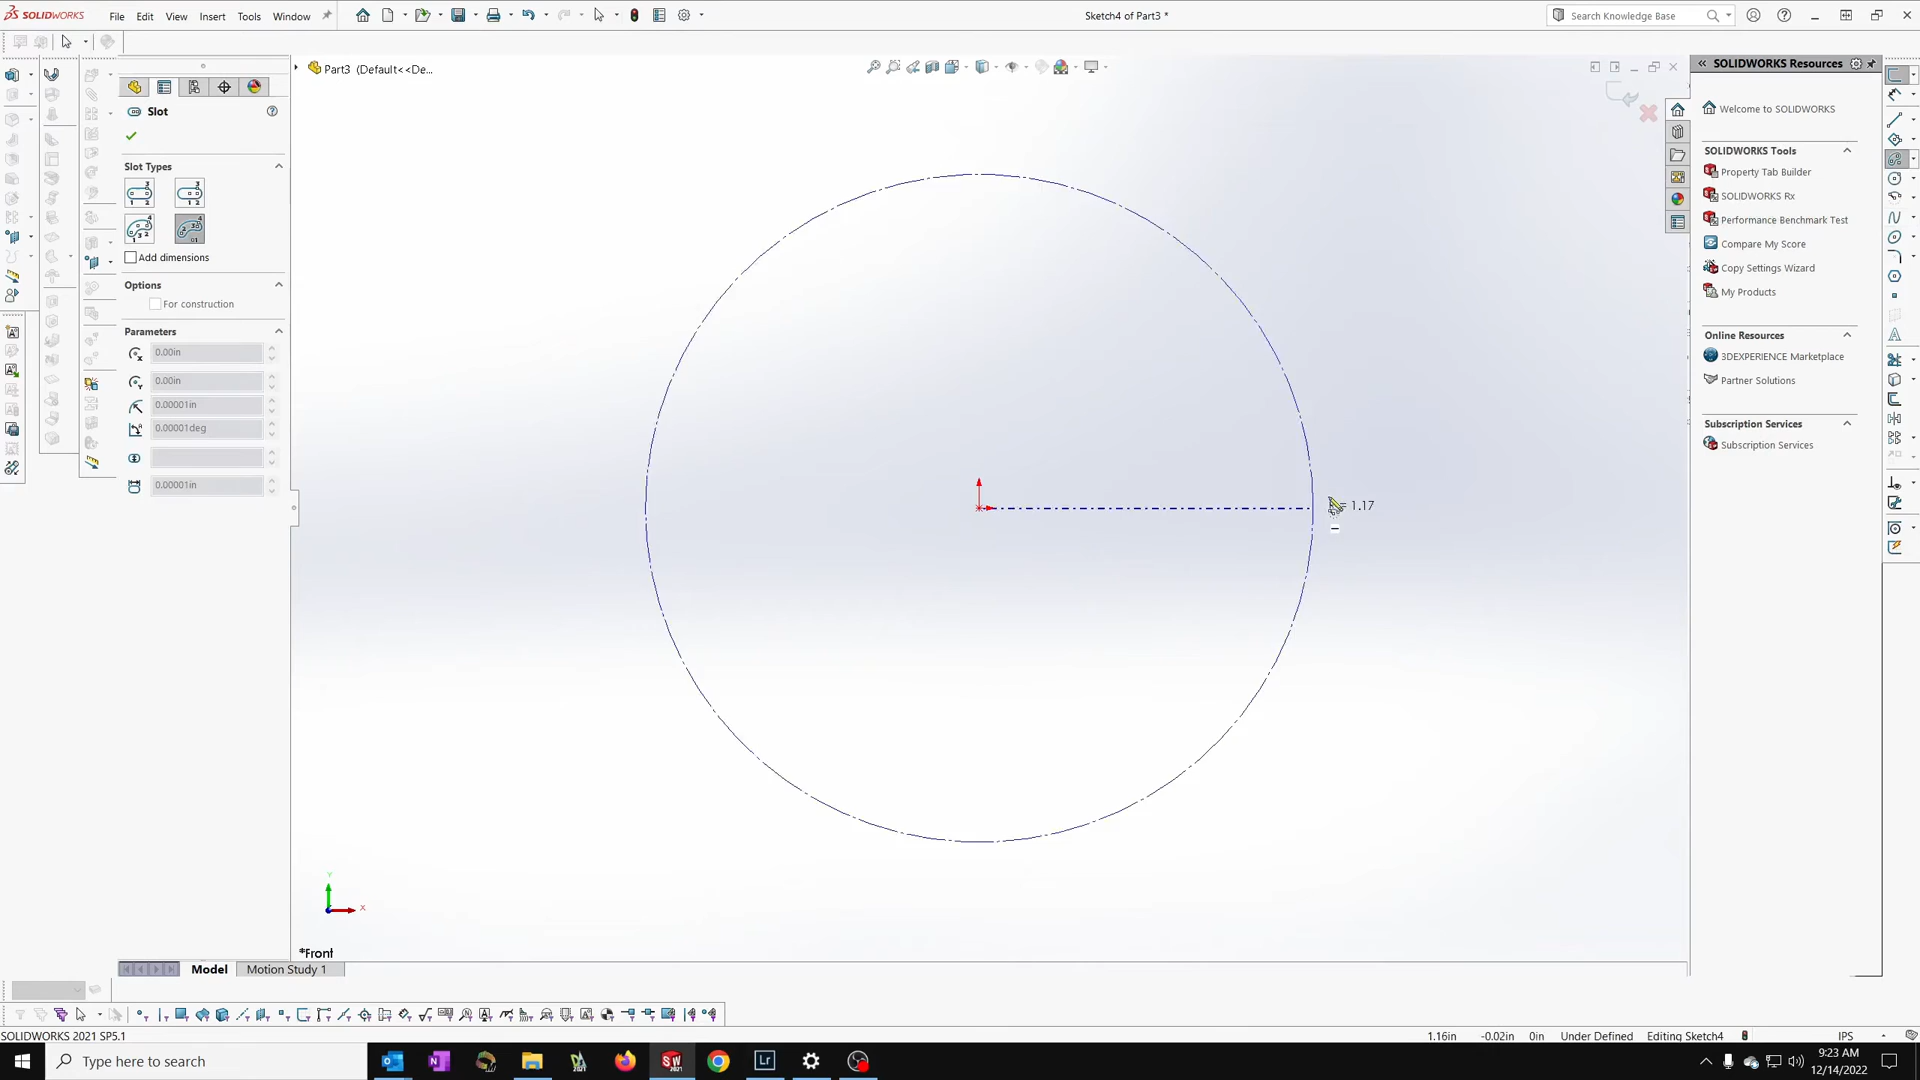 SOLIDWORKS File Edit View Insert Tools Window Sketch4 of Part3 * Search Knowledge Base
Part3 (Default<<De...
Slot
Slot Types
Add dimensions
Options
For construction
Parameters
0.00in
0.00in
0.00001in
0.00001deg
0.00001in
= 1.17
Y
X
*Front
SOLIDWORKS Resources
Welcome to SOLIDWORKS
SOLIDWORKS Tools
Property Tab Builder
SOLIDWORKS Rx
Performance Benchmark Test
Compare My Score
Copy Settings Wizard
My Products
Online Resources
3DEXPERIENCE Marketplace
Partner Solutions
Subscription Services
Subscription Services
Model Motion Study 1
SOLIDWORKS 2021 SP5.1 1.16in -0.02in 0in Under Defined Editing Sketch4 IPS
Type here to search
9:23 AM
12/14/2022